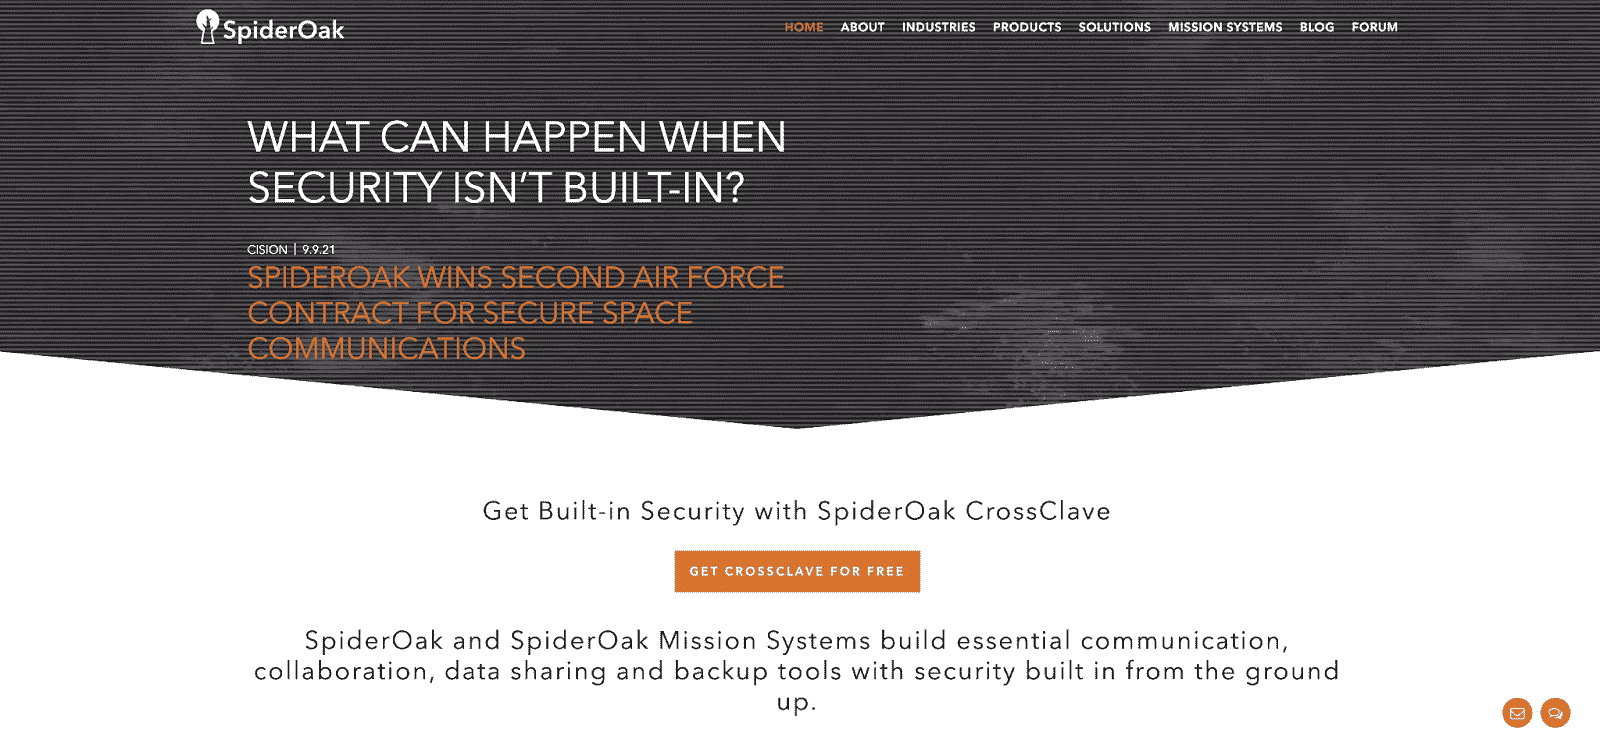 SpiderOak
HOME ABOUT INDUSTRIES PRODUCTS SOLUTIONS MISSION SYSTEMS BLOG FORUM
WHAT CAN HAPPEN WHEN
SECURITY ISN’T BUILT-IN?
CISION | 9.9.21
SPIDEROAK WINS SECOND AIR FORCE
CONTRACT FOR SECURE SPACE
COMMUNICATIONS
Get Built-in Security with SpiderOak CrossClave
GET CROSSCLAVE FOR FREE
SpiderOak and SpiderOak Mission Systems build essential communication,
collaboration, data sharing and backup tools with security built in from the ground
up.